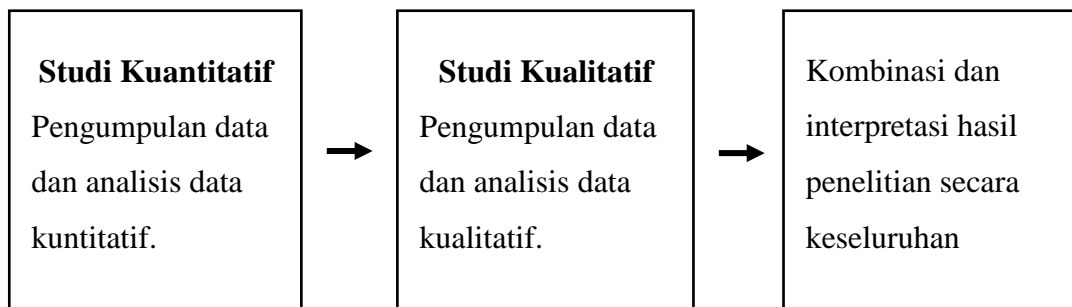 Studi Kuantitatif
Pengumpulan data
dan analisis data
kuntitatif.
Studi Kualitatif
Pengumpulan data
dan analisis data
kualitatif.
Kombinasi dan
interpretasi hasil
penelitian secara
keseluruhan